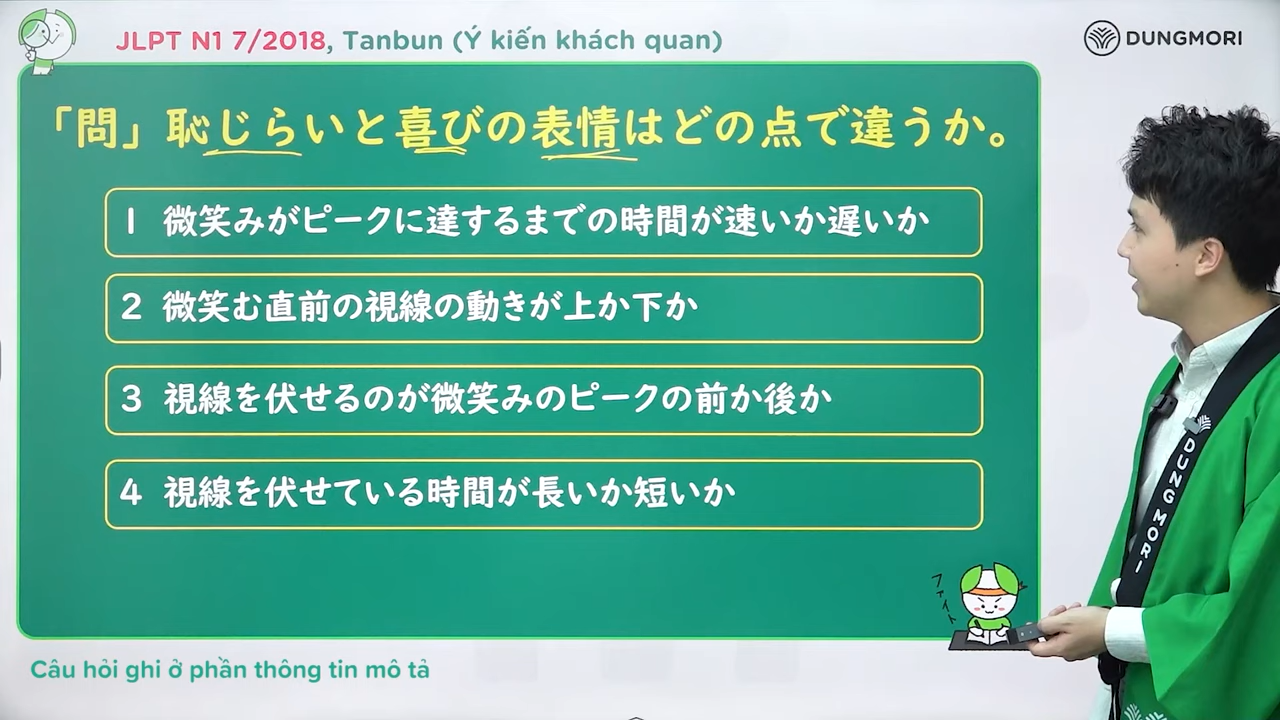 JLPT N1 7/2018, Tanbun (Ý kiến khách quan)
DUNGMORI
「問」恥じらいと喜びの表情はどの点で違うか。
1 微笑みがピークに達するまでの時間が速いか遅いか
2 微笑む直前の視線の動きが上か下か
3 視線を伏せるのが微笑みのピークの前か後か
4 視線を伏せている時間が長いか短いか
ファイト
DUNGMORI
Câu hỏi ghi ở phần thông tin mô tả